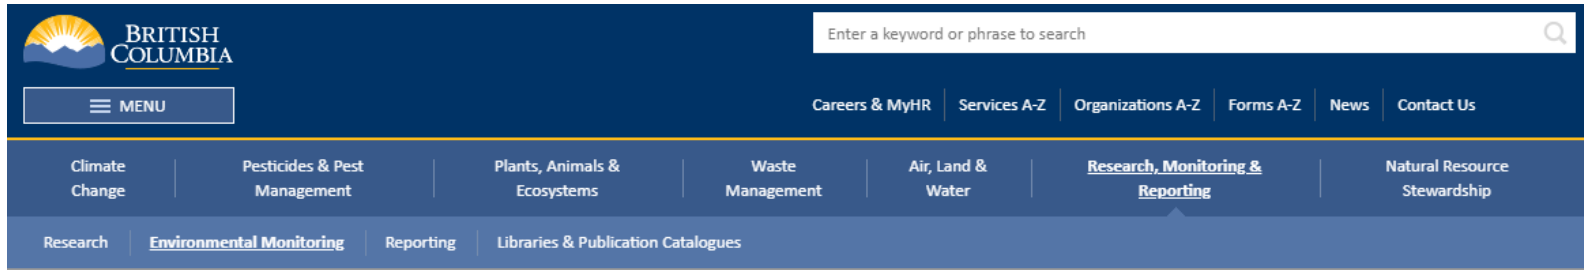 BRITISH
COLUMBIA
Enter a keyword or phrase to search
MENU
Careers & MyHR
Services A-Z
Organizations A-Z
Forms A-Z
News
Contact Us
Climate
Change
Pesticides & Pest
Management
Plants, Animals &
Ecosystems
Waste
Management
Air, Land &
Water
Research, Monitoring &
Reporting
Natural Resource
Stewardship
Research
Environmental Monitoring
Reporting
Libraries & Publication Catalogues